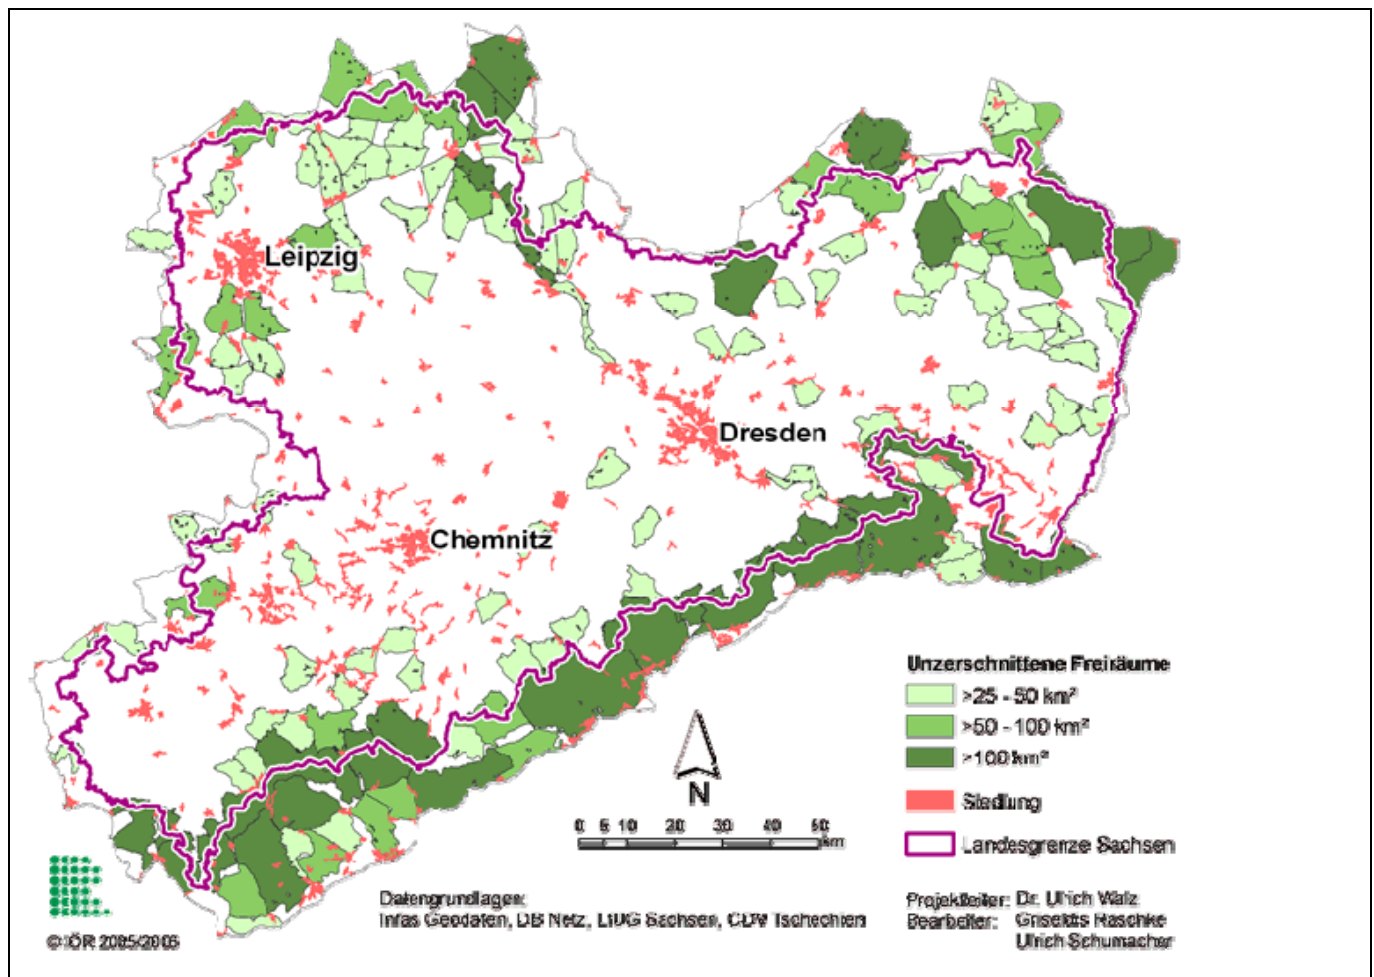 Leipzig
Dresden
Chemnitz
Unzerschnittene Freiräume
>25 - 50 km²
>50 - 100 km²
>100 km²
Siedlung
Landesgrenze Sachsen
N
0 5 10 20 30 40 50
km
Datengrundlagen:
Infas Geodaten, DB Netz, LfUG Sachsen, CDV Tschechien
Projektleiter: Dr. Ulrich Walz
Bearbeiter: Griseldis Raschke
Ulrich Schumacher
© IÖR 2005/2006